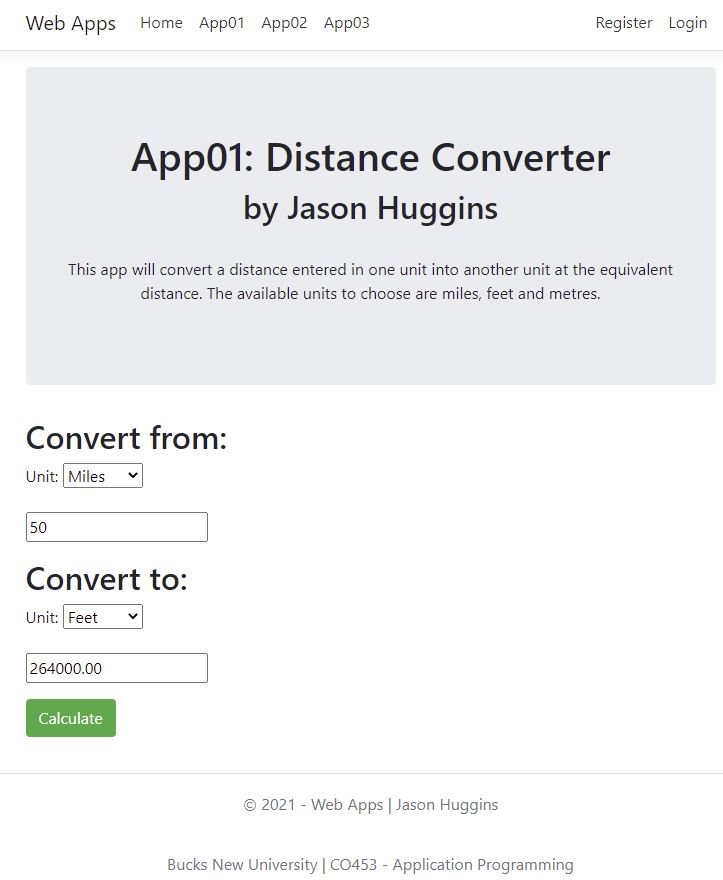 Web Apps Home App01 App02 App03 Register Login
App01: Distance Converter
by Jason Huggins
This app will convert a distance entered in one unit into another unit at the equivalent
distance. The available units to choose are miles, feet and metres.
Convert from:
Unit: Miles
50
Convert to:
Unit: Feet
264000.00
Calculate
© 2021 - Web Apps | Jason Huggins
Bucks New University | CO453 - Application Programming